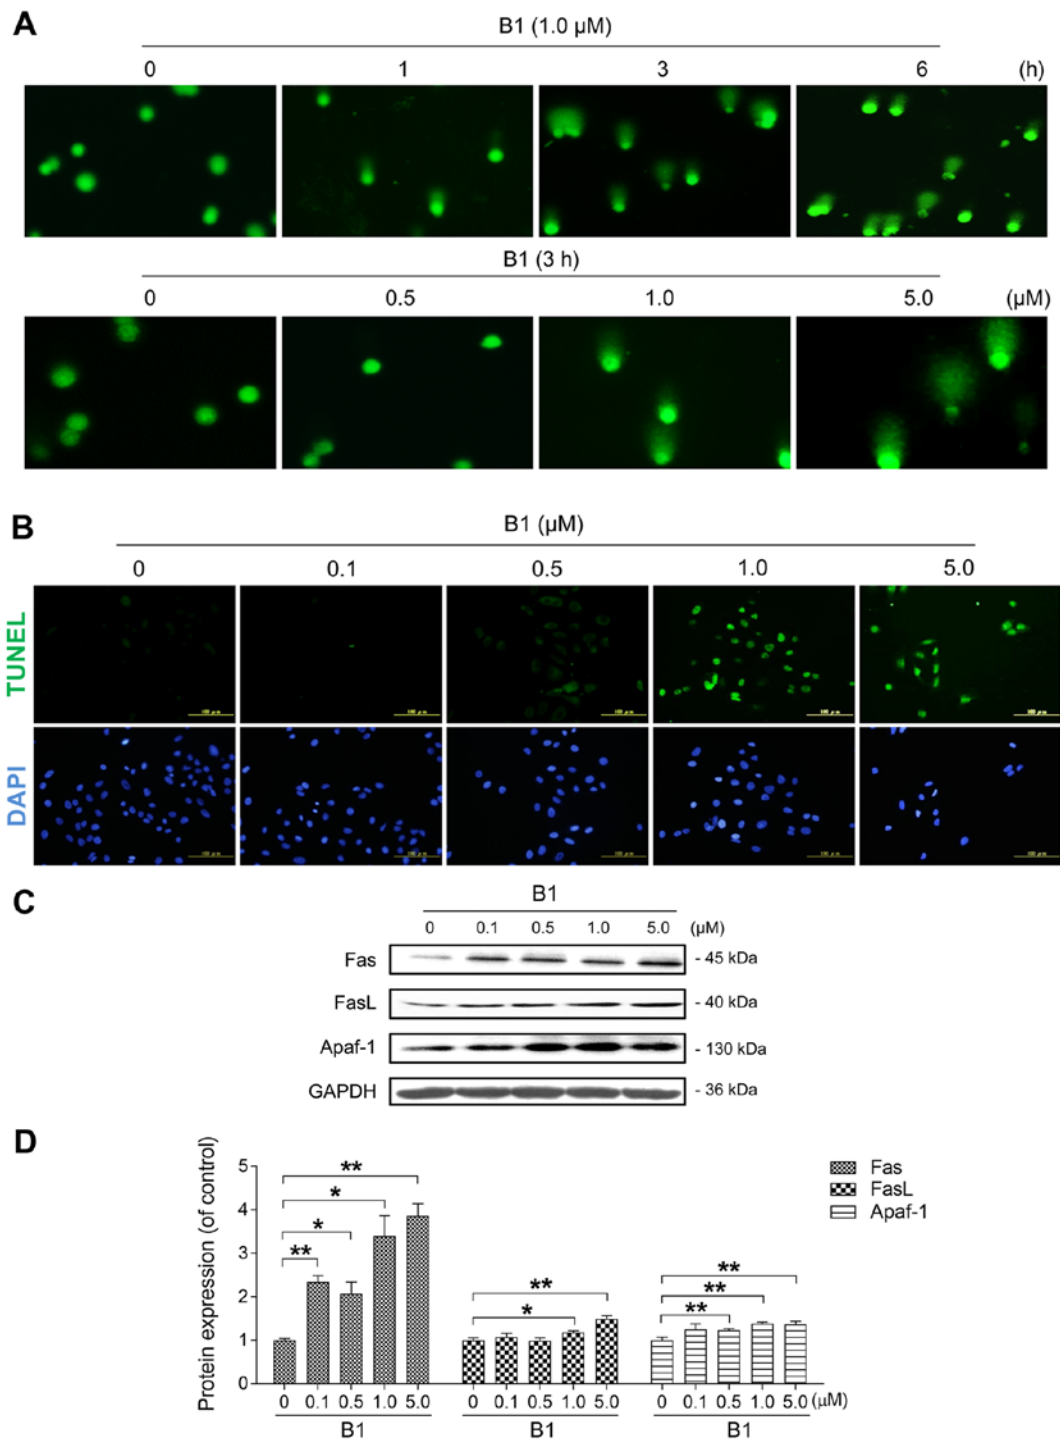 A
B1 (1.0 µM)
0 1 3 6 (h)
B1 (3 h)
0 0.5 1.0 5.0 (µM)
B
B1 (µM)
0 0.1 0.5 1.0 5.0
TUNEL
DAPI
C
B1
0 0.1 0.5 1.0 5.0 (µM)
Fas - 45 kDa
FasL - 40 kDa
Apaf-1 - 130 kDa
GAPDH - 36 kDa
D
Protein expression (of control)
5
4
3
2
1
0
** * * **
* **
** ** **
Fas
FasL
Apaf-1
0 0.1 0.5 1.0 5.0 0 0.1 0.5 1.0 5.0 0 0.1 0.5 1.0 5.0 (µM)
B1 B1 B1